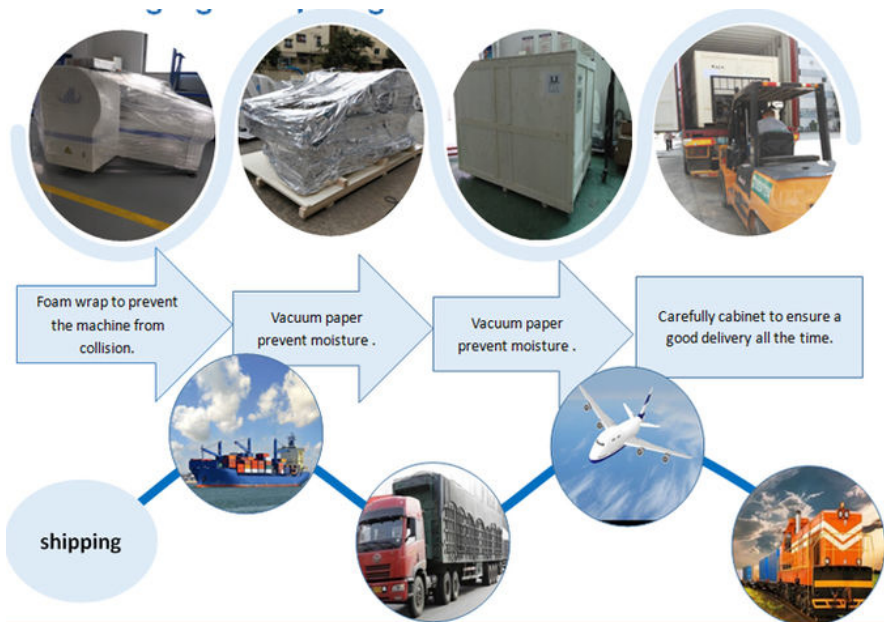 Foam wrap to prevent
the machine from
collision.
Vacuum paper
prevent moisture .
Vacuum paper
prevent moisture .
Carefully cabinet to ensure a
good delivery all the time.
shipping